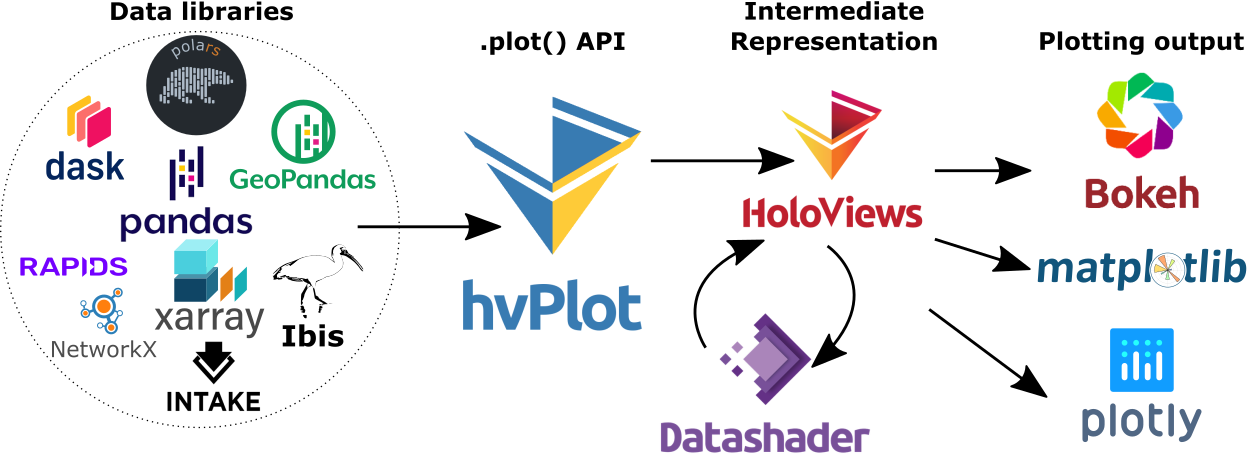 Data libraries
polars
dask
GeoPandas
pandas
RAPIDS
xarray
Ibis
NetworkX
INTAKE
.plot() API
hvPlot
Intermediate
Representation
HoloViews
Datashader
Plotting output
Bokeh
matplotlib
plotly